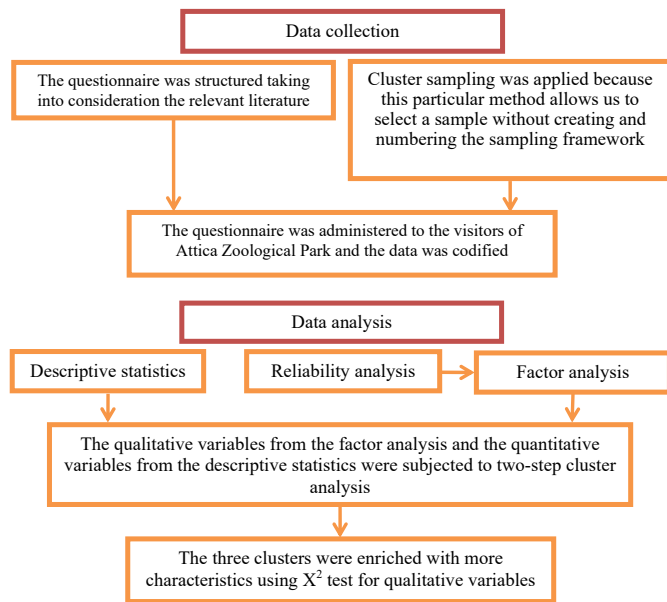 Data collection
The questionnaire was structured taking
into consideration the relevant literature
Cluster sampling was applied because
this particular method allows us to
select a sample without creating and
numbering the sampling framework
The questionnaire was administered to the visitors of
Attica Zoological Park and the data was codified
Data analysis
Descriptive statistics
Reliability analysis
Factor analysis
The qualitative variables from the factor analysis and the quantitative
variables from the descriptive statistics were subjected to two-step cluster
analysis
The three clusters were enriched with more
characteristics using X² test for qualitative variables